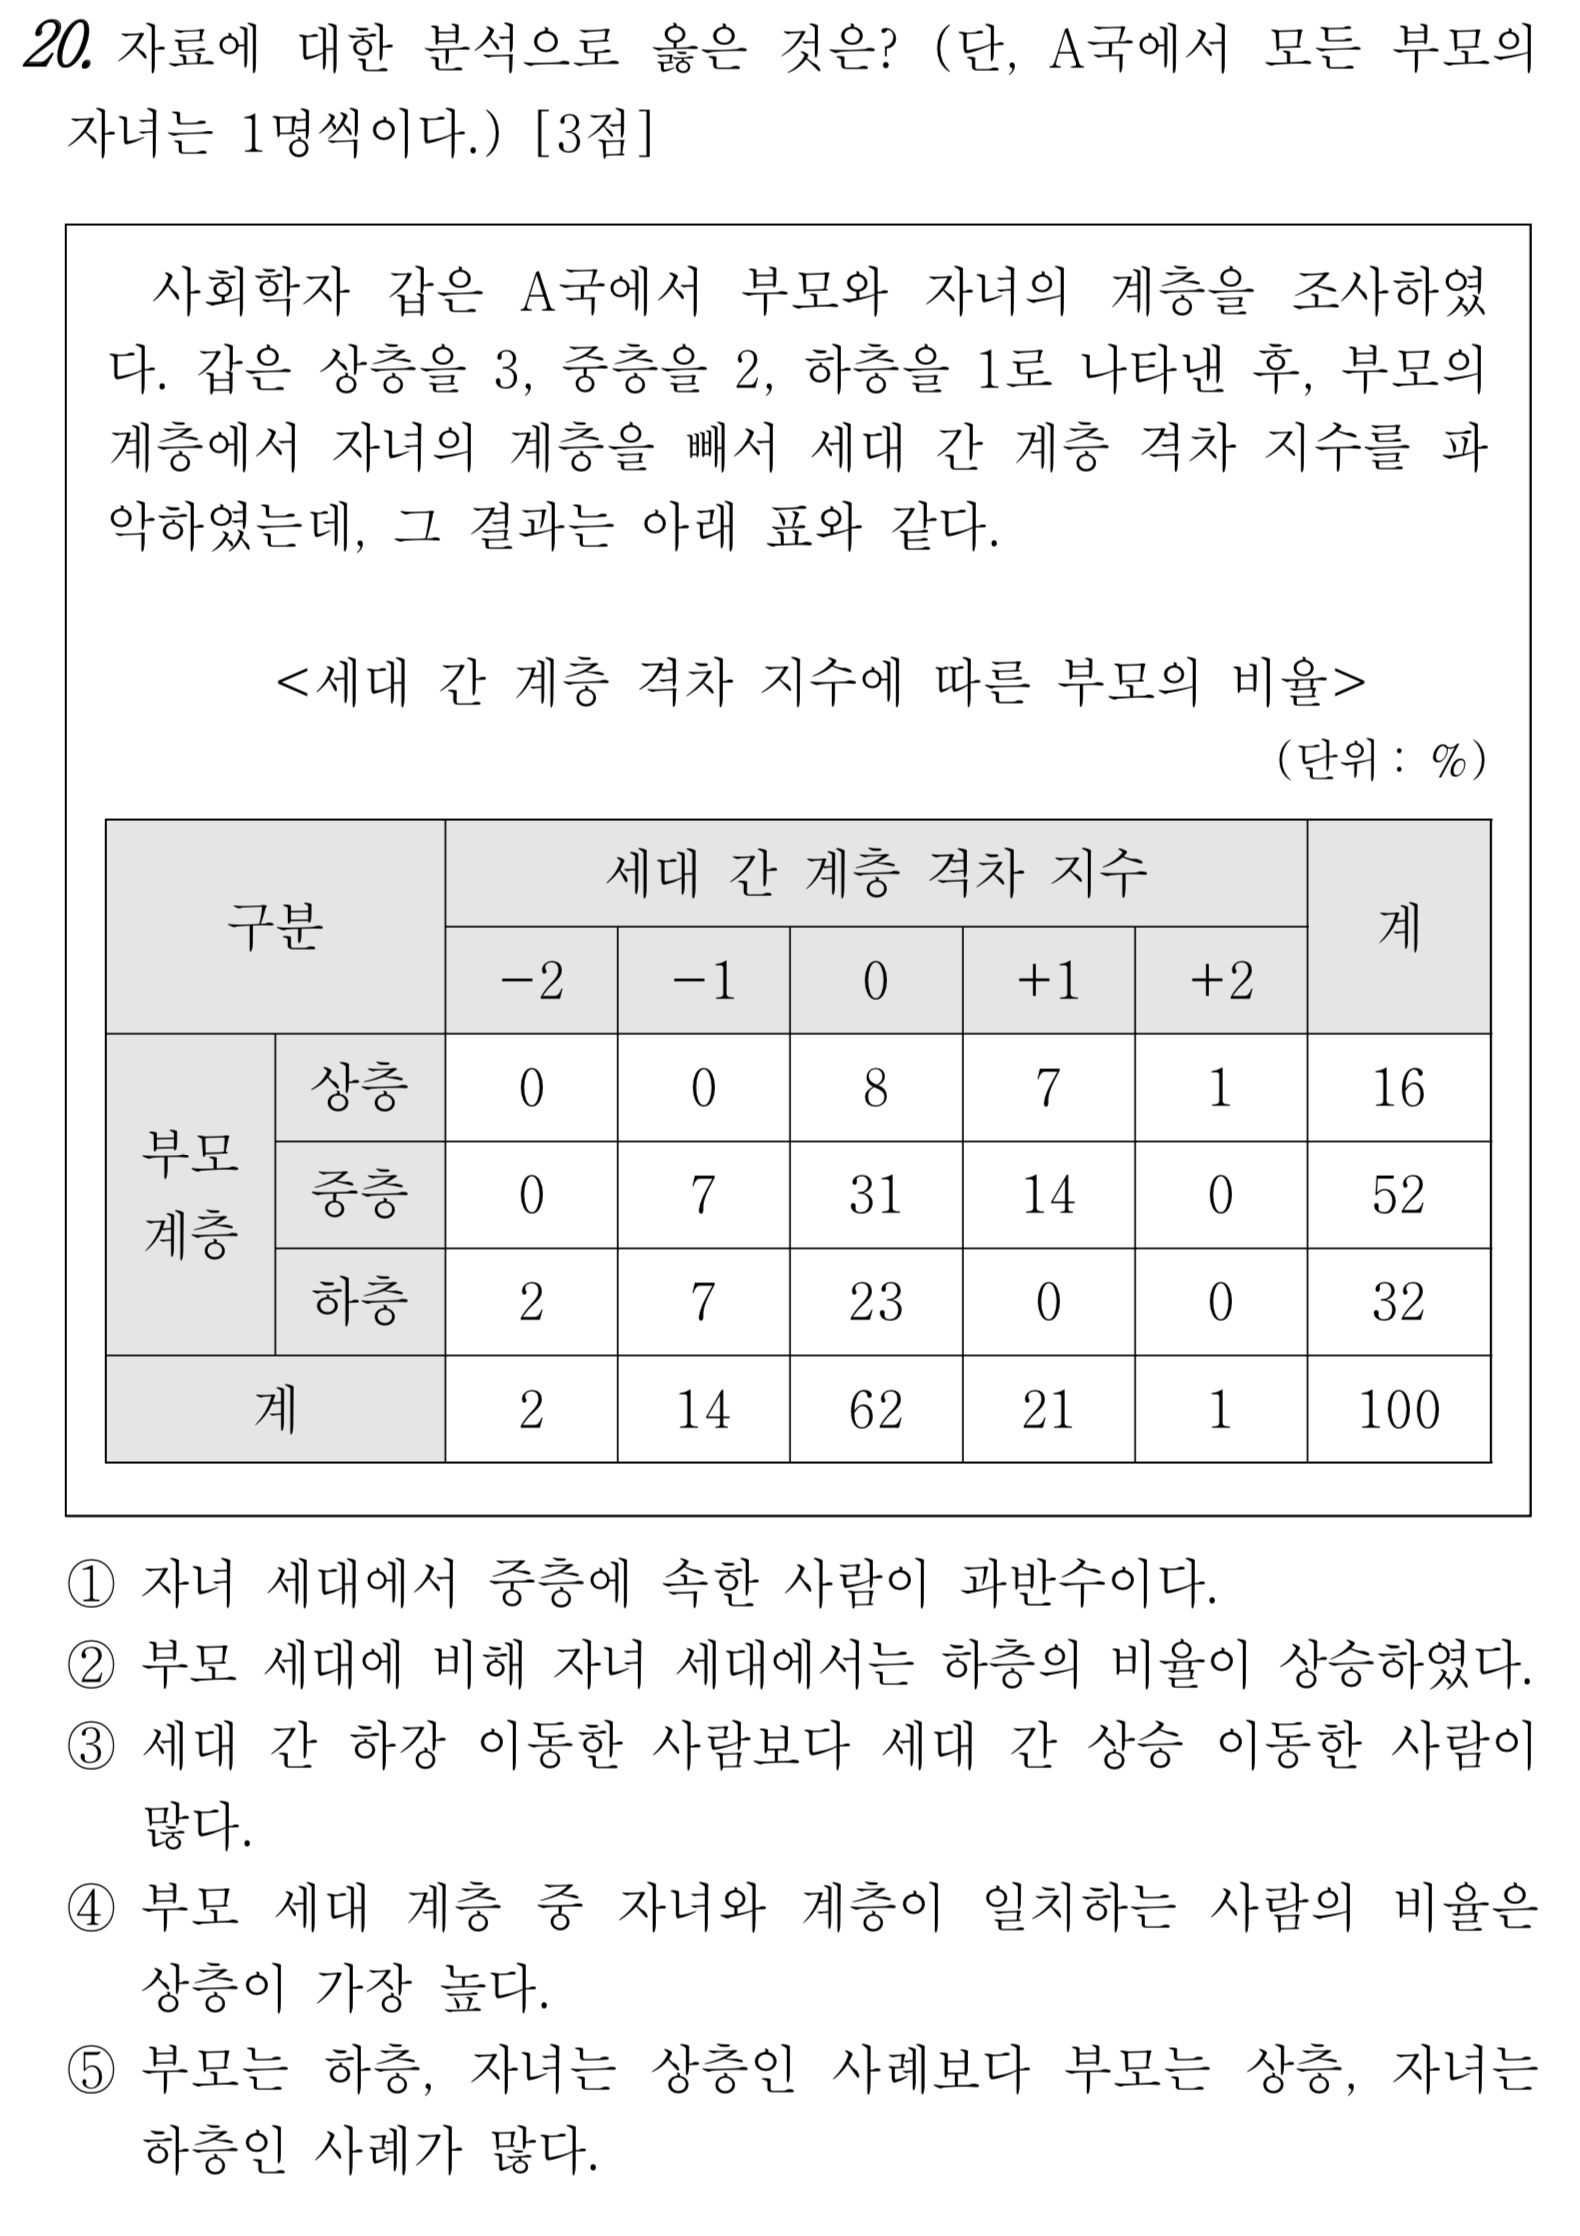 20. 자료에 대한 분석으로 옳은 것은? (단, A국에서 모든 부모의
자녀는 1명씩이다.) [3점]
사회학자 갑은 A국에서 부모와 자녀의 계층을 조사하였
다. 갑은 상층을 3, 중층을 2, 하층을 1로 나타낸 후, 부모의
계층에서 자녀의 계층을 빼서 세대 간 계층 격차 지수를 파
악하였는데, 그 결과는 아래 표와 같다.
<세대 간 계층 격차 지수에 따른 부모의 비율>
(단위 : %)
구분 세대 간 계층 격차 지수 계
-2 -1 0 +1 +2
부모 계층 상층 0 0 8 7 1 16
중층 0 7 31 14 0 52
하층 2 7 23 0 0 32
계 2 14 62 21 1 100
① 자녀 세대에서 중층에 속한 사람이 과반수이다.
② 부모 세대에 비해 자녀 세대에서는 하층의 비율이 상승하였다.
③ 세대 간 하강 이동한 사람보다 세대 간 상승 이동한 사람이
많다.
④ 부모 세대 계층 중 자녀와 계층이 일치하는 사람의 비율은
상층이 가장 높다.
⑤ 부모는 하층, 자녀는 상층인 사례보다 부모는 상층, 자녀는
하층인 사례가 많다.